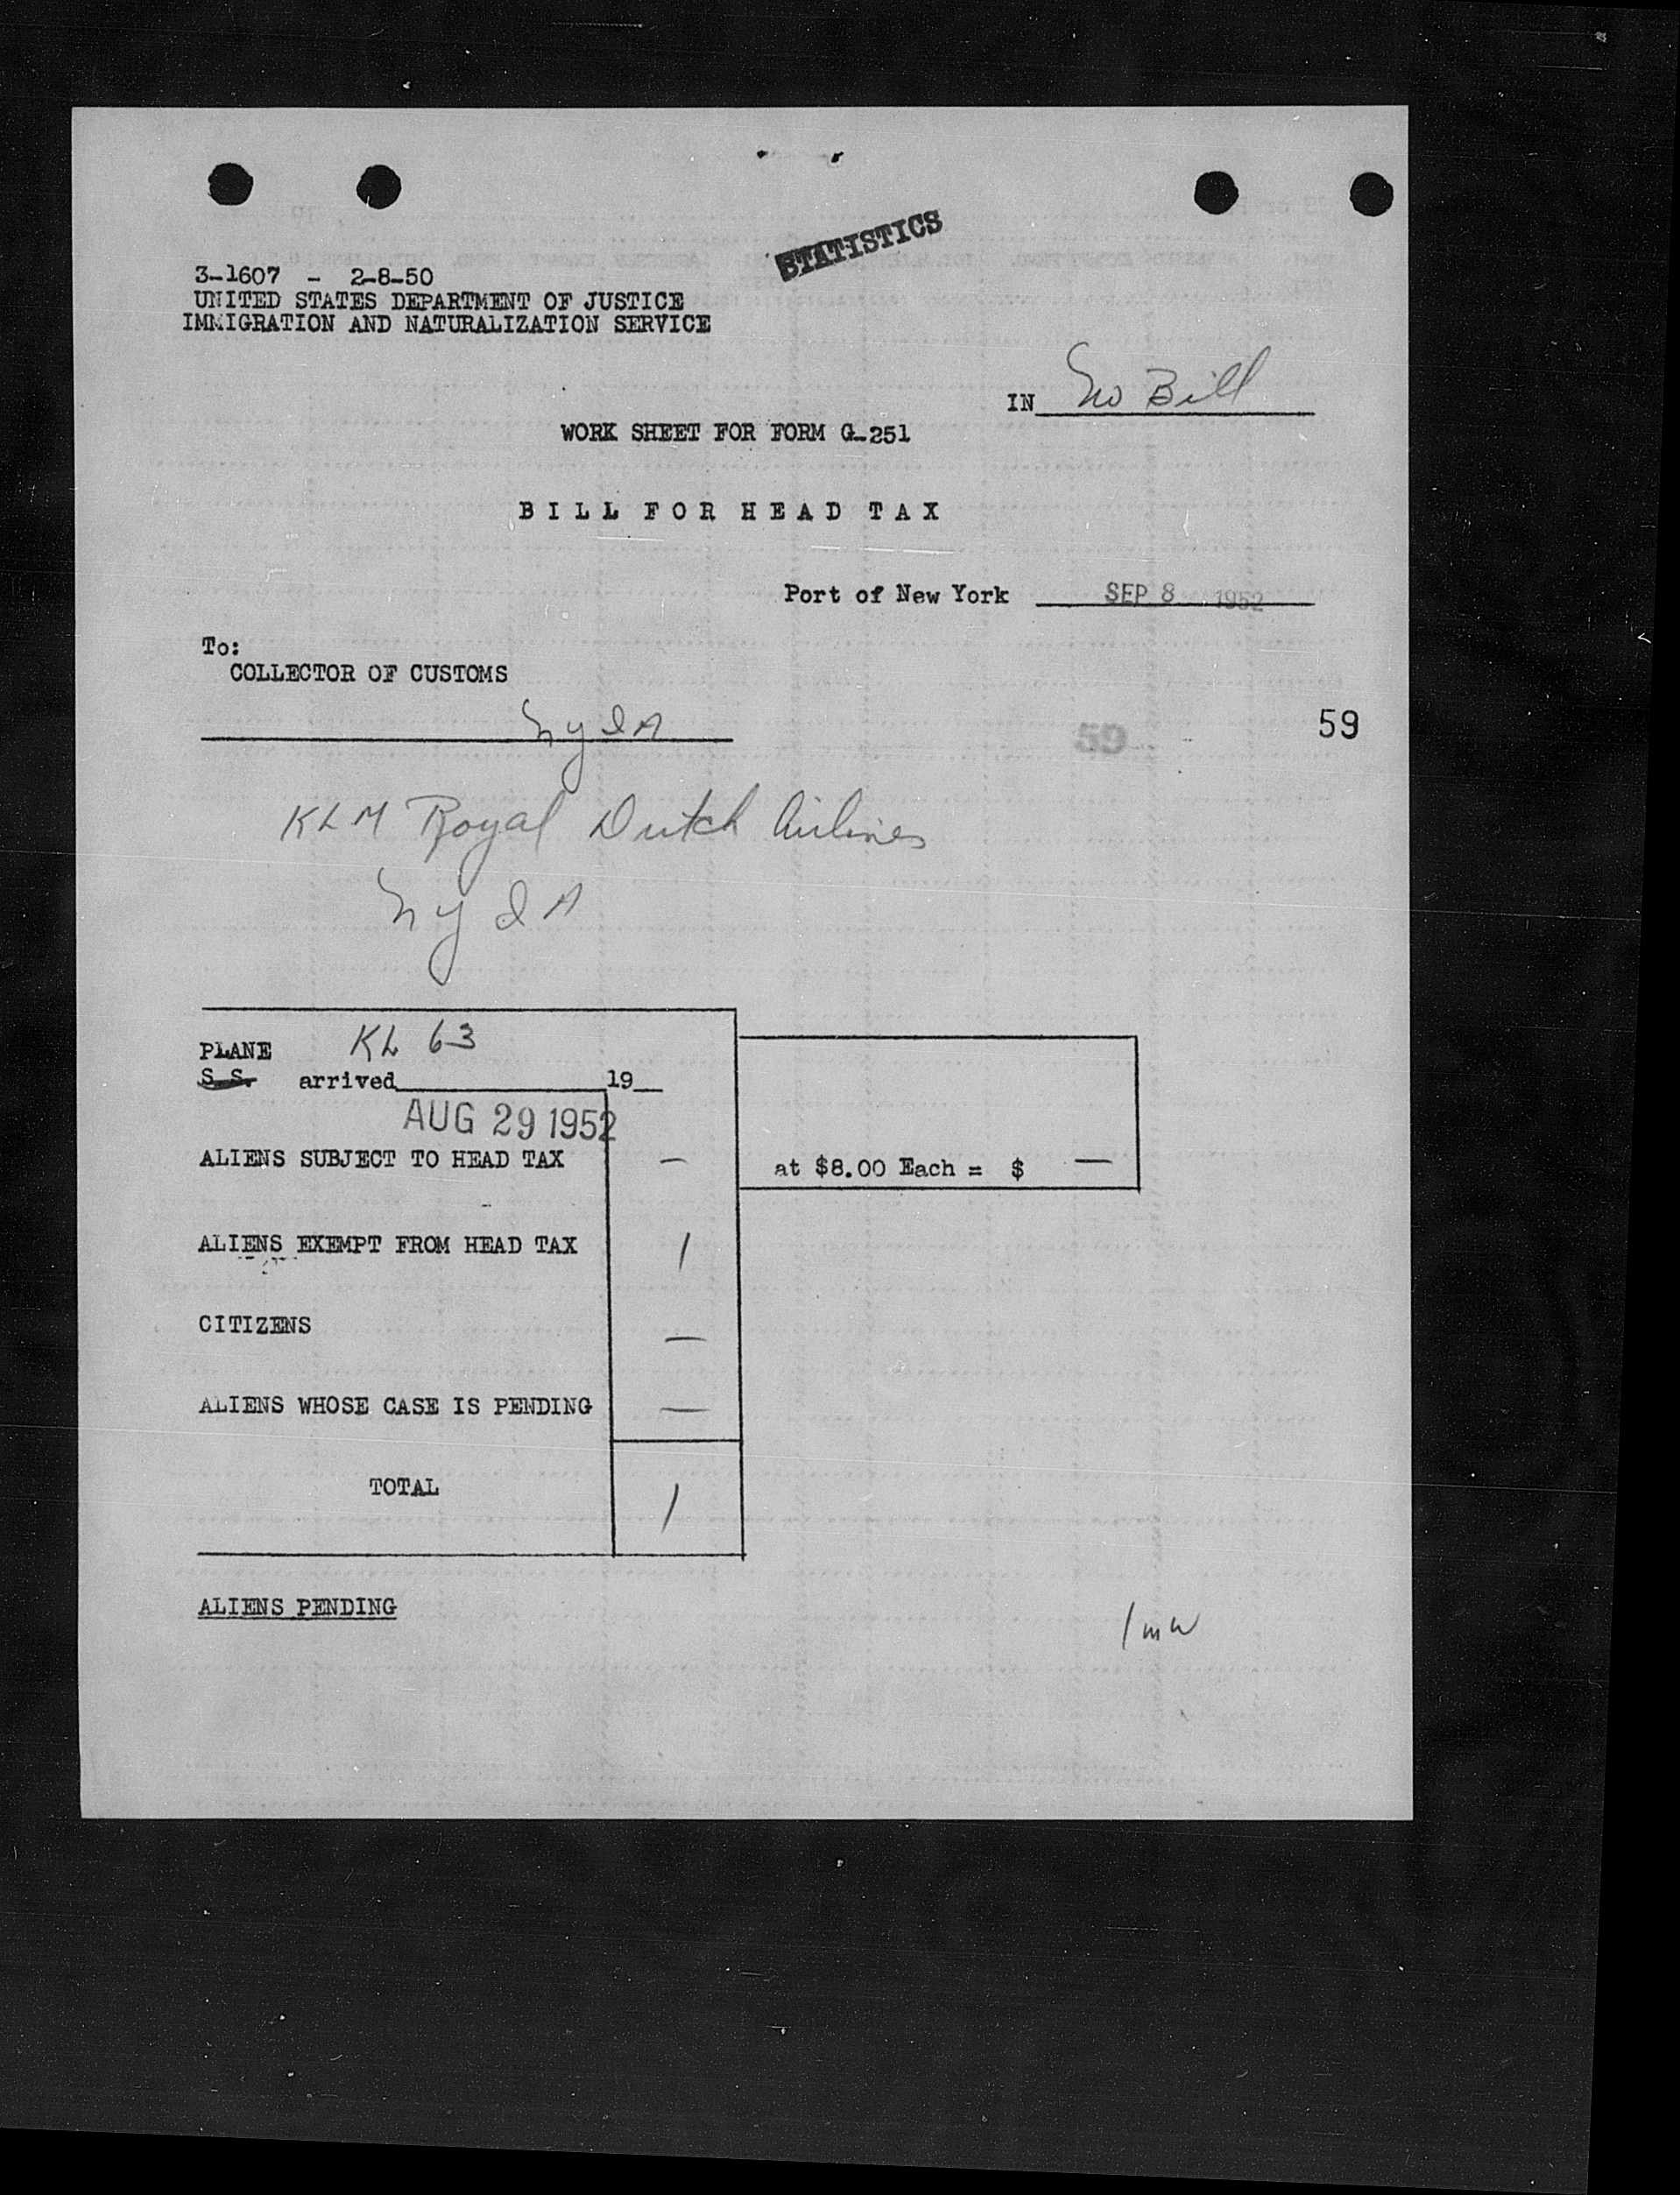 STATISTICS
3-1607 - 2-8-50
UNITED STATES DEPARTMENT OF JUSTICE
IMMIGRATION AND NATURALIZATION SERVICE
IN No Bill
WORK SHEET FOR FORM G-251
BILL FOR HEAD TAX
Port of New York SEP 8 1952
To:
COLLECTOR OF CUSTOMS
NYIA
59 59
KLM Royal Dutch Airlines
NYIA
PLANE KL 63
S.S. arrived 19
AUG 29 1952
ALIENS SUBJECT TO HEAD TAX —
at $8.00 Each = $ —
ALIENS EXEMPT FROM HEAD TAX 1
CITIZENS —
ALIENS WHOSE CASE IS PENDING —
TOTAL 1
ALIENS PENDING
1 mw